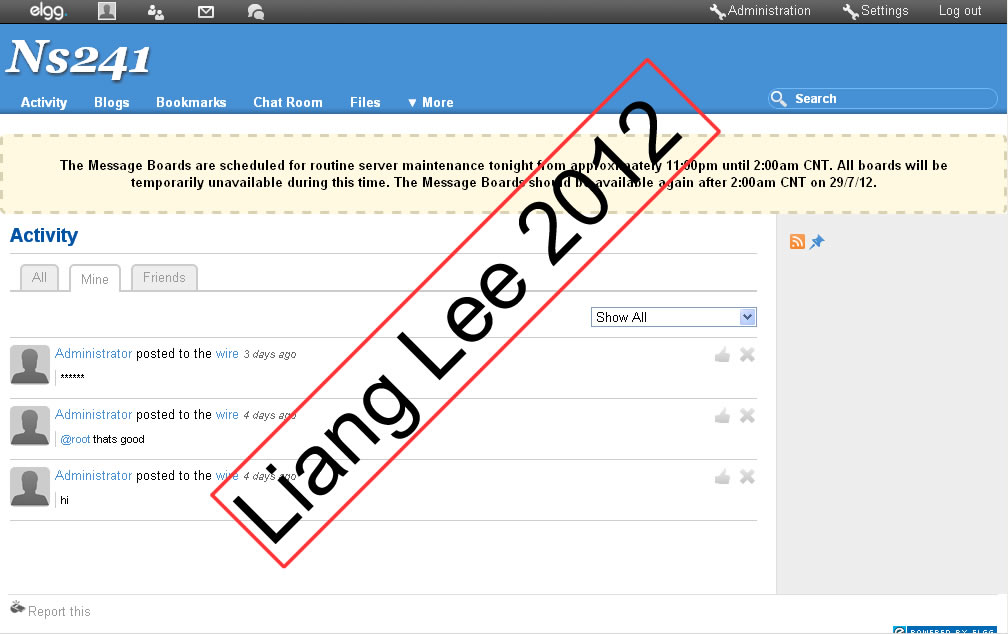 elgg.
Administration
Settings
Log out
Ns241
Activity
Blogs
Bookmarks
Chat Room
Files
▼ More
Search
The Message Boards are scheduled for routine server maintenance tonight from approximately 11:00pm until 2:00am CNT. All boards will be
temporarily unavailable during this time. The Message Boards should be available again after 2:00am CNT on 29/7/12.
Activity
All
Mine
Friends
Show All
Administrator posted to the wire 3 days ago
******
Administrator posted to the wire 4 days ago
@root thats good
Administrator posted to the wire 4 days ago
hi
Liang Lee 2012
Report this
POWERED BY ELGG